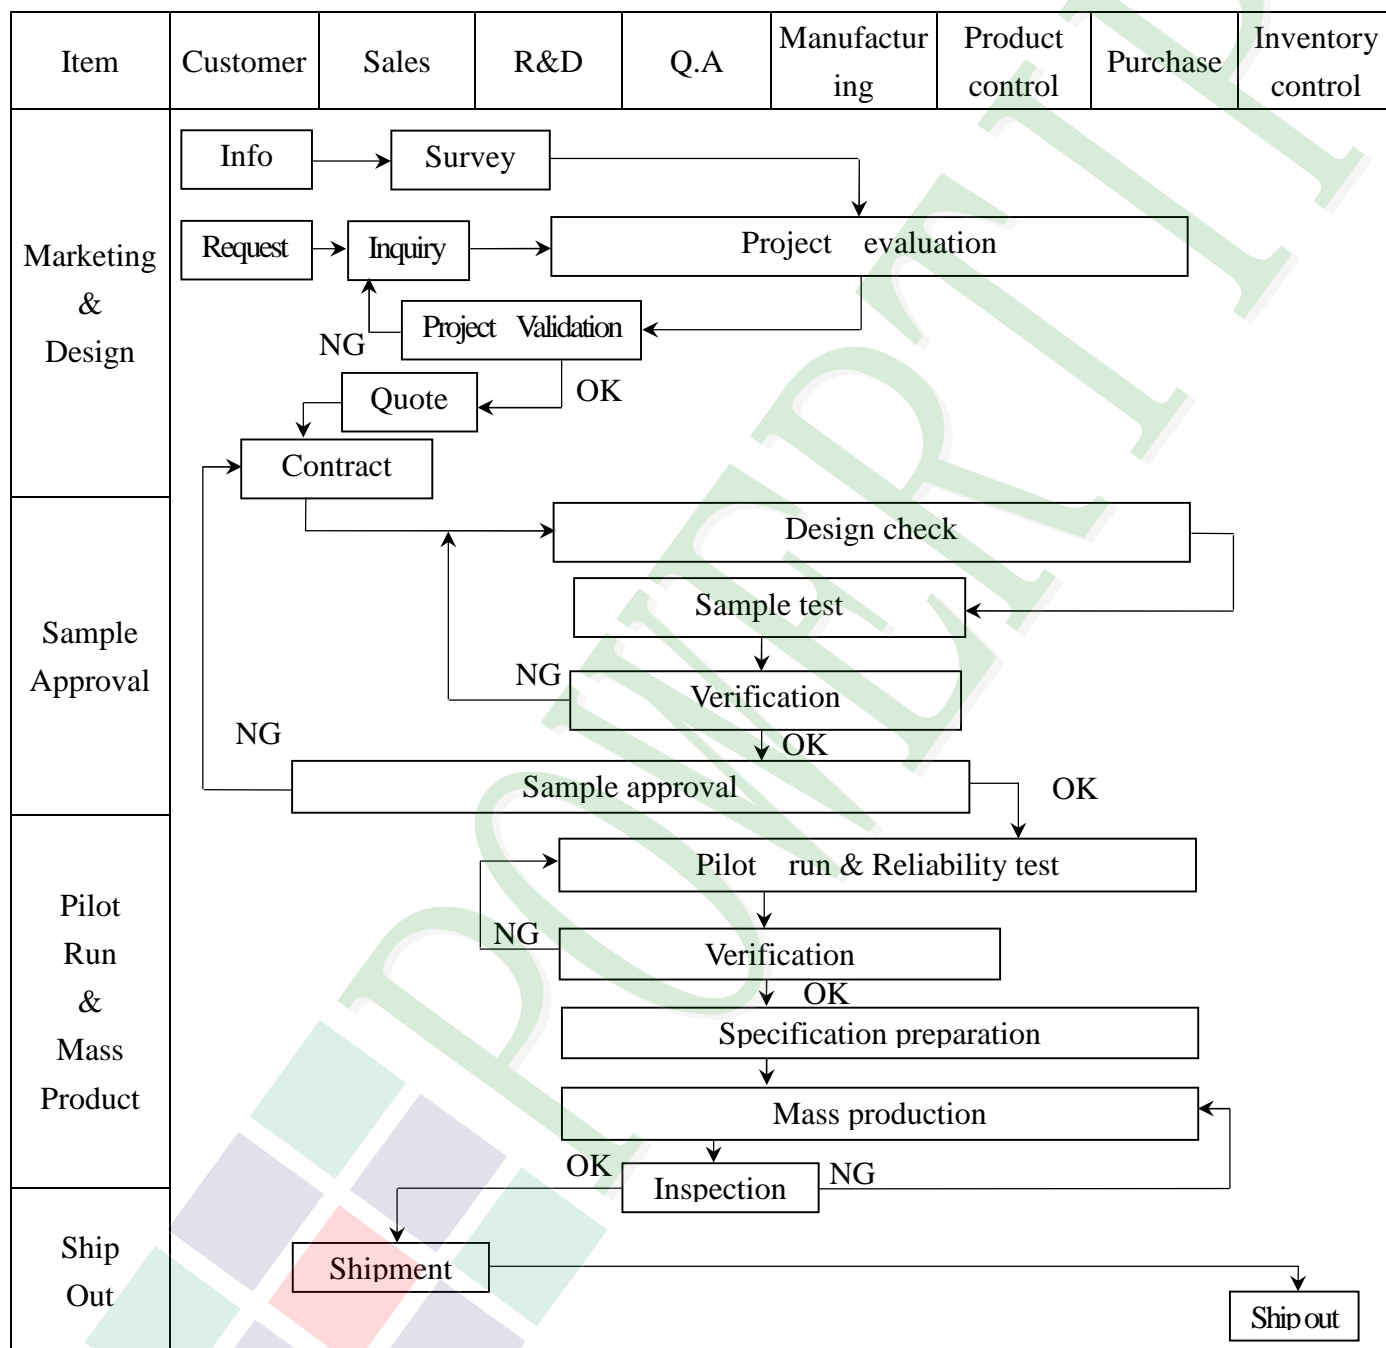 Item
Customer
Sales
R&D
Q.A
Manufactur
ing
Product
control
Purchase
Inventory
control
Marketing
&
Design
Info
Survey
Request
Inquiry
Project evaluation
Project Validation
NG
OK
Quote
Contract
Sample
Approval
Design check
Sample test
NG
Verification
OK
NG
Sample approval
OK
Pilot
Run
&
Mass
Product
Pilot run & Reliability test
NG
Verification
OK
Specification preparation
Mass production
OK
Inspection
NG
Ship
Out
Shipment
Ship out
POWERTIP